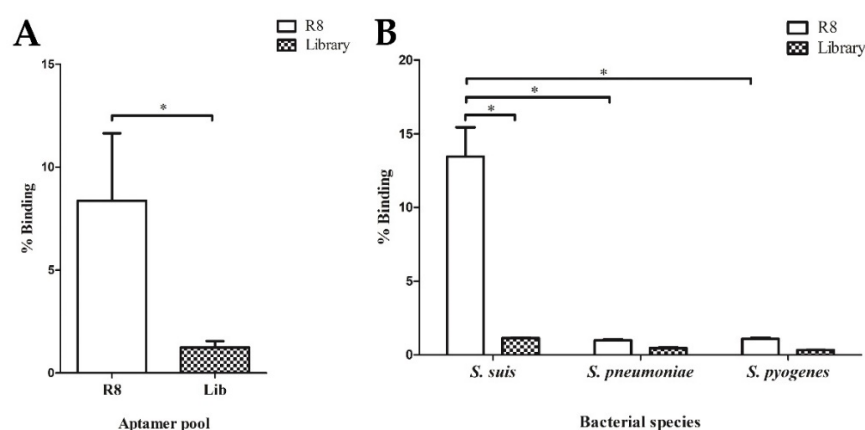 A
R8
Library
15
10
5
0
% Binding
*
R8
Lib
Aptamer pool
B
R8
Library
20
15
10
5
0
% Binding
*
*
*
S. suis
S. pneumoniae
S. pyogenes
Bacterial species